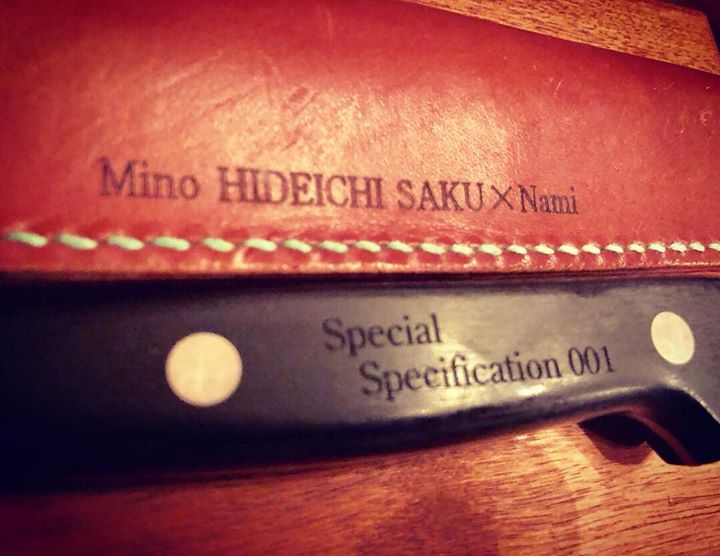 Mino HIDEICHI SAKU×Nami
Special
Specification 001